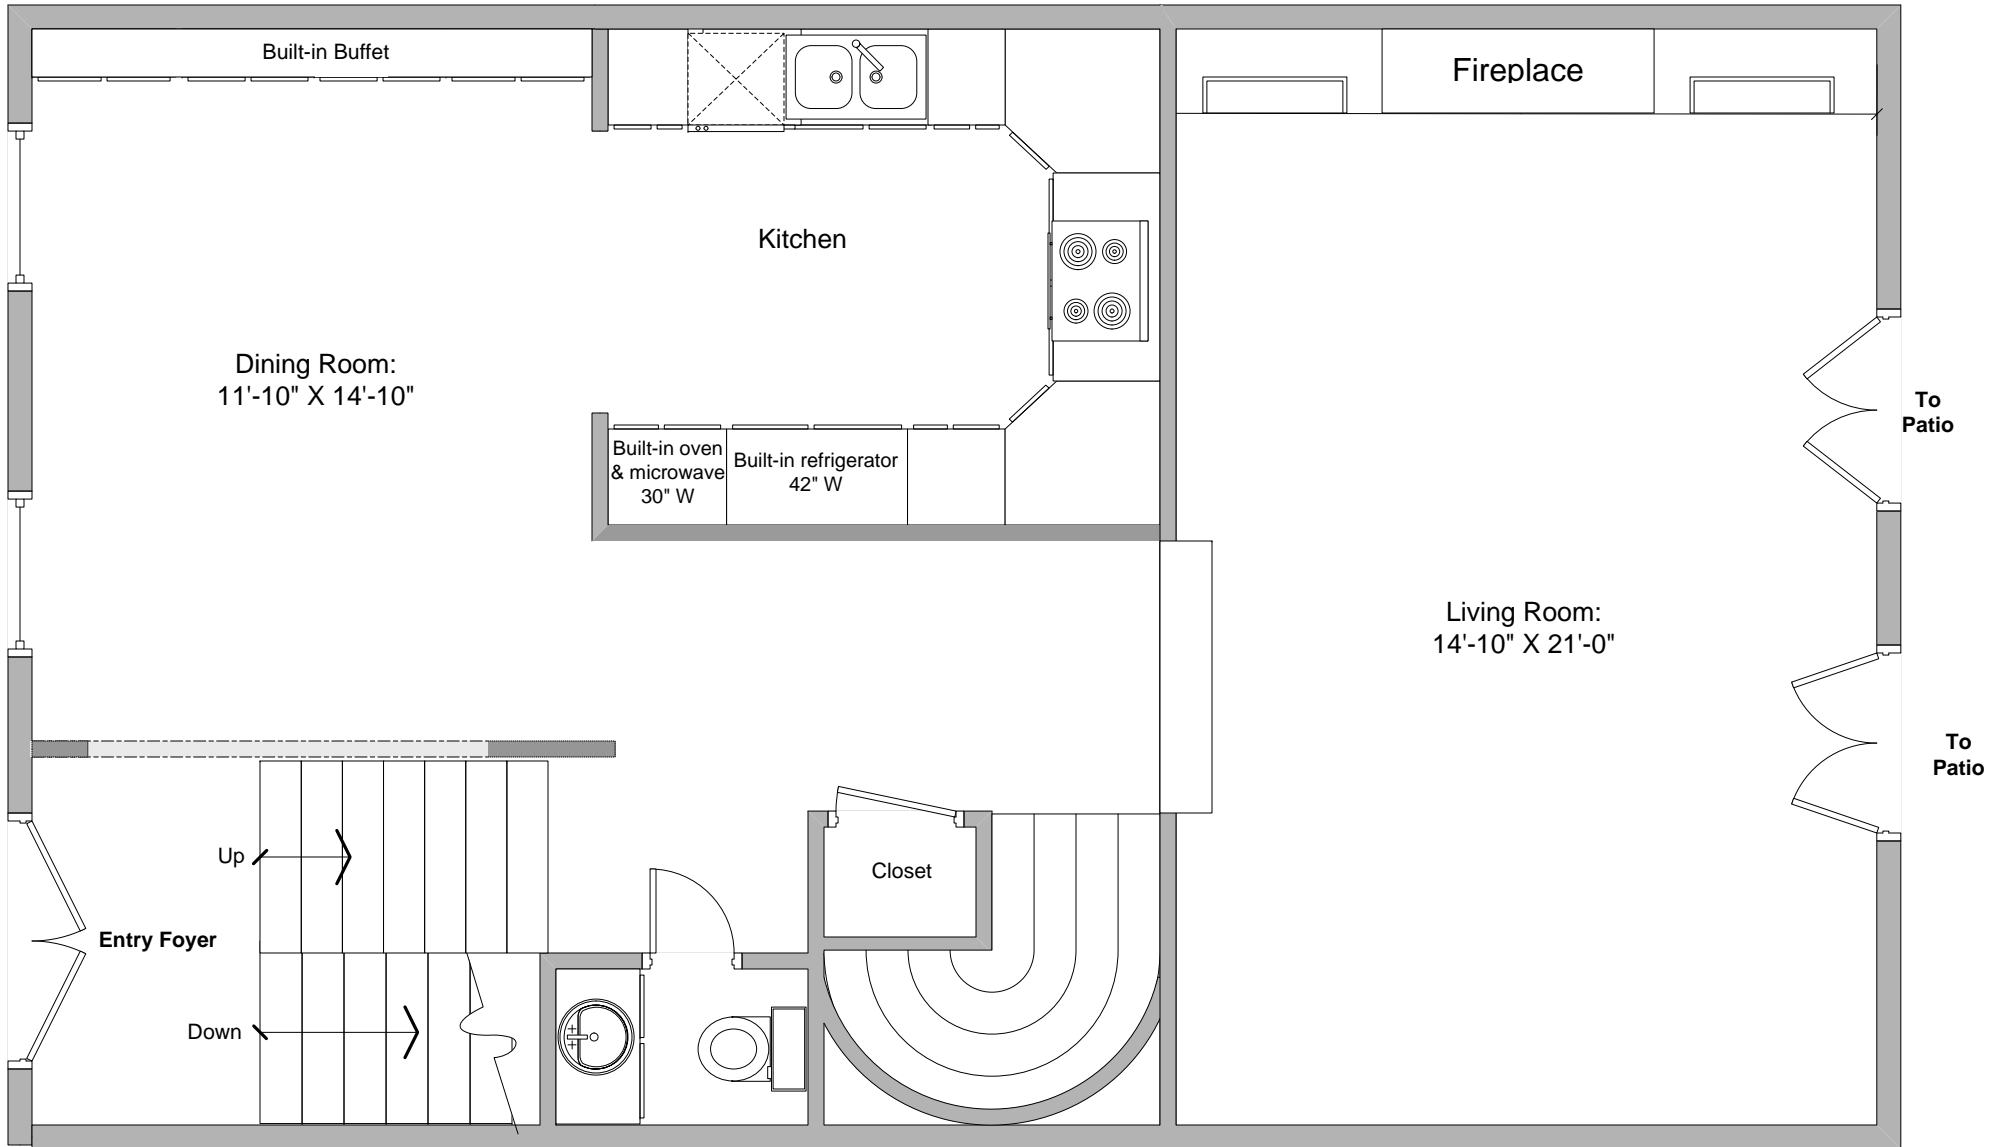 Built-in Buffet
Fireplace
Kitchen
Dining Room:
11'-10" X 14'-10"
To
Patio
Built-in oven
& microwave
30" W
Built-in refrigerator
42" W
Living Room:
14'-10" X 21'-0"
To
Patio
Up
Closet
Entry Foyer
Down